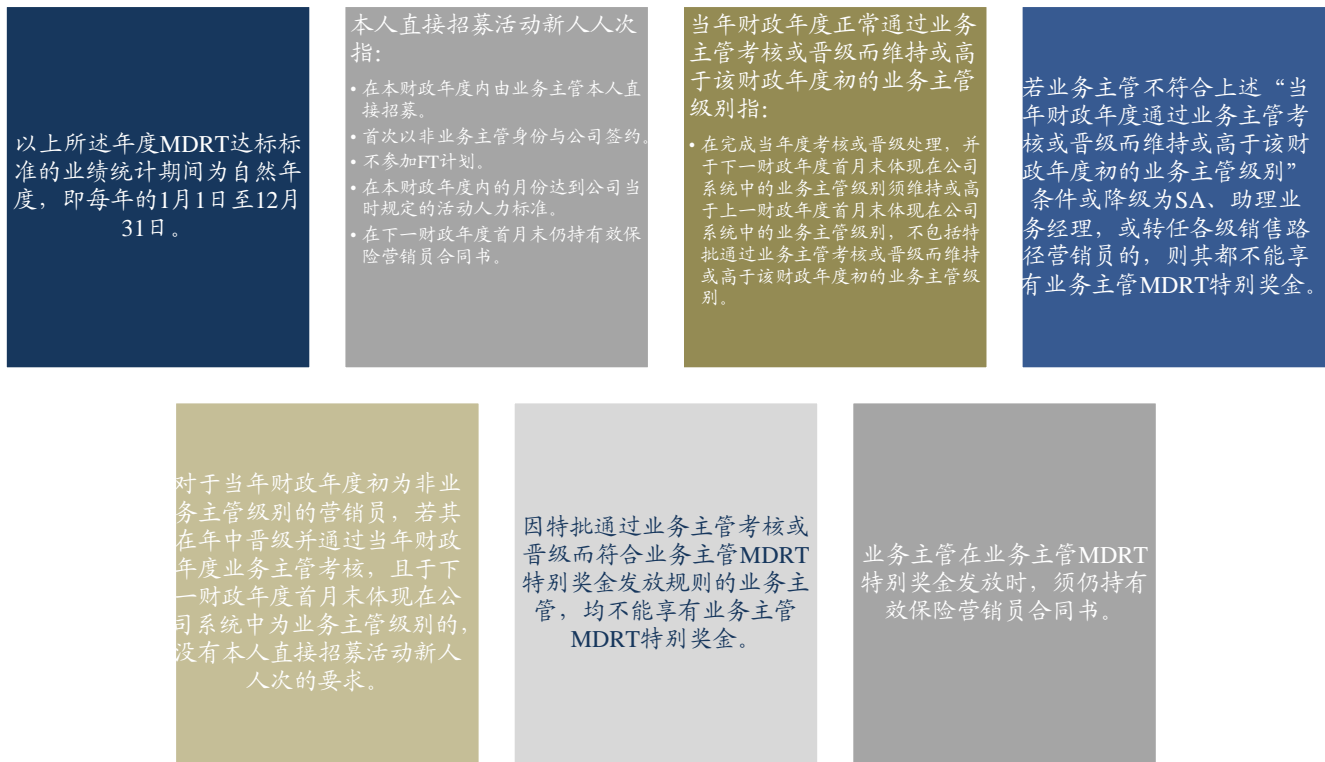 以上所述年度MDRT达标标
准的业绩统计期间为自然年
度，即每年的1月1日至12月
31日。
本人直接招募活动新人人次
指：
• 在本财政年度内由业务主管本人直
接招募。
• 首次以非业务主管身份与公司签约。
• 不参加FT计划。
• 在本财政年度内的月份达到公司当
时规定的活动人力标准。
• 在下一财政年度首月末仍持有效保
险营销员合同书。
当年财政年度正常通过业务
主管考核或晋级而维持或高
于该财政年度初的业务主管
级别指：
• 在完成当年度考核或晋级处理，并
于下一财政年度首月末体现在公司
系统中的业务主管级别须维持或高
于上一财政年度首月末体现在公司
系统中的业务主管级别，不包括特
批通过业务主管考核或晋级而维持
或高于该财政年度初的业务主管级
别。
若业务主管不符合上述“当
年财政年度通过业务主管考
核或晋级而维持或高于该财
政年度初的业务主管级别”
条件或降级为SA、助理业
务经理，或转任各级销售路
径营销员的，则其都不能享
有业务主管MDRT特别奖金。
对于当年财政年度初为非业
务主管级别的营销员，若其
在年中晋级并通过当年财政
年度业务主管考核，且于下
一财政年度首月末体现在公
司系统中为业务主管级别的，
没有本人直接招募活动新人
人次的要求。
因特批通过业务主管考核或
晋级而符合业务主管MDRT
特别奖金发放规则的业务主
管，均不能享有业务主管
MDRT特别奖金。
业务主管在业务主管MDRT
特别奖金发放时，须仍持有
效保险营销员合同书。